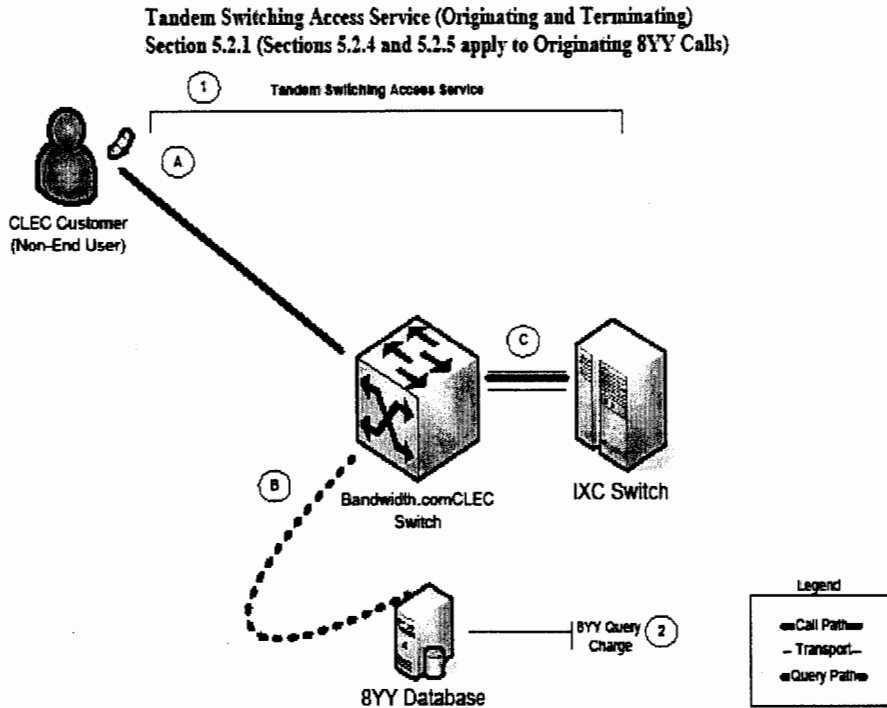 Tandem Switching Access Service (Originating and Terminating)
Section 5.2.1 (Sections 5.2.4 and 5.2.5 apply to Originating 8YY Calls)
1
Tandem Switching Access Service
A
CLEC Customer
(Non-End User)
C
B
Bandwidth.comCLEC
Switch
IXC Switch
8YY Query
Charge
2
8YY Database
Legend
Call Path
Transport
Query Path